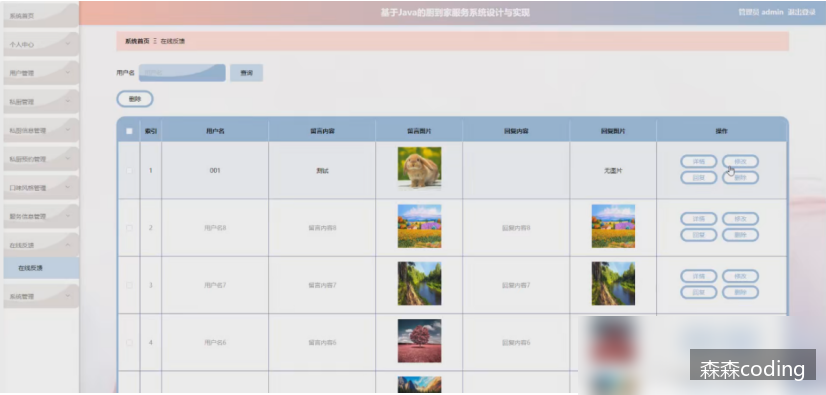 基于Java的厨到家服务系统设计与实现
管理员 admin 退出登录
系统首页
个人中心
用户管理
私厨管理
私厨信息管理
私厨预约管理
口味风格管理
服务信息管理
在线反馈
在线反馈
系统管理
系统首页 在线反馈
用户名
查询
删除
索引 用户名 留言内容 留言图片 回复内容 回复图片 操作
1 001 测试 无图片 详情 修改
回复 删除
2 用户名8 留言内容8 回复内容8 详情 修改
回复 删除
3 用户名7 留言内容7 回复内容7 详情 修改
回复 删除
4 用户名6 留言内容6 回复内容6
森森coding